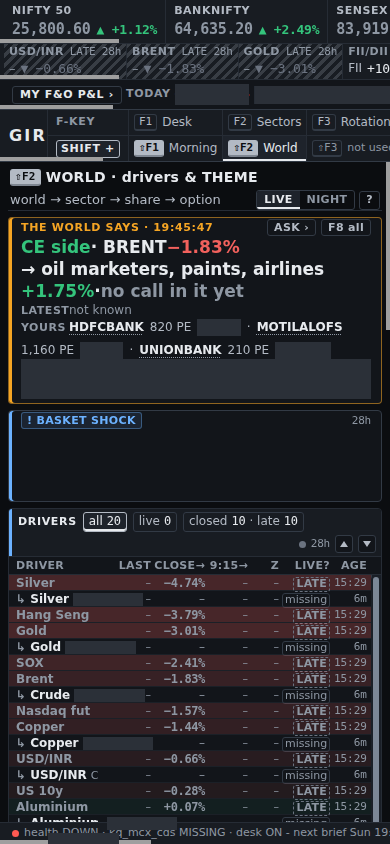 NIFTY 50 BANKNIFTY SENSEX
25,800.60 ▲ +1.12% 64,635.20 ▲ +2.49% 83,919
USD/INR LATE 28h BRENT LATE 28h GOLD LATE 28h FII/DII
– ▼ −0.66% – ▼ −1.83% – ▼ −3.01% FII +10
MY F&O P&L › TODAY
GIR F-KEY F1 Desk F2 Sectors F3 Rotation
SHIFT + ⇧F1 Morning ⇧F2 World ⇧F3 not used
⇧F2 WORLD · drivers & THEME
world → sector → share → option LIVE NIGHT ?
THE WORLD SAYS · 19:45:47 ASK › F8 all
CE side · BRENT −1.83%
→ oil marketers, paints, airlines
+1.75% · no call in it yet
LATEST not known
YOURS HDFCBANK 820 PE · MOTILALOFS
1,160 PE · UNIONBANK 210 PE
! BASKET SHOCK 28h
DRIVERS all 20 live 0 closed 10 · late 10
● 28h ▲ ▼
DRIVER LAST CLOSE→ 9:15→ Z LIVE? AGE
Silver – −4.74% – – LATE 15:29
↳ Silver – – – – missing 6m
Hang Seng – −3.79% – – LATE 15:29
Gold – −3.01% – – LATE 15:29
↳ Gold – – – – missing 6m
SOX – −2.41% – – LATE 15:29
Brent – −1.83% – – LATE 15:29
↳ Crude – – – – missing 6m
Nasdaq fut – −1.57% – – LATE 15:29
Copper – −1.44% – – LATE 15:29
↳ Copper – – – missing 6m
USD/INR – −0.66% – – LATE 15:29
↳ USD/INR C – – – – missing 6m
US 10y – −0.28% – – LATE 15:29
Aluminium – +0.07% – – LATE 15:29
↳ Aluminium – – – missing 6m
● health DOWN · kg_mcx_cds MISSING · desk ON - next brief Sun 19: